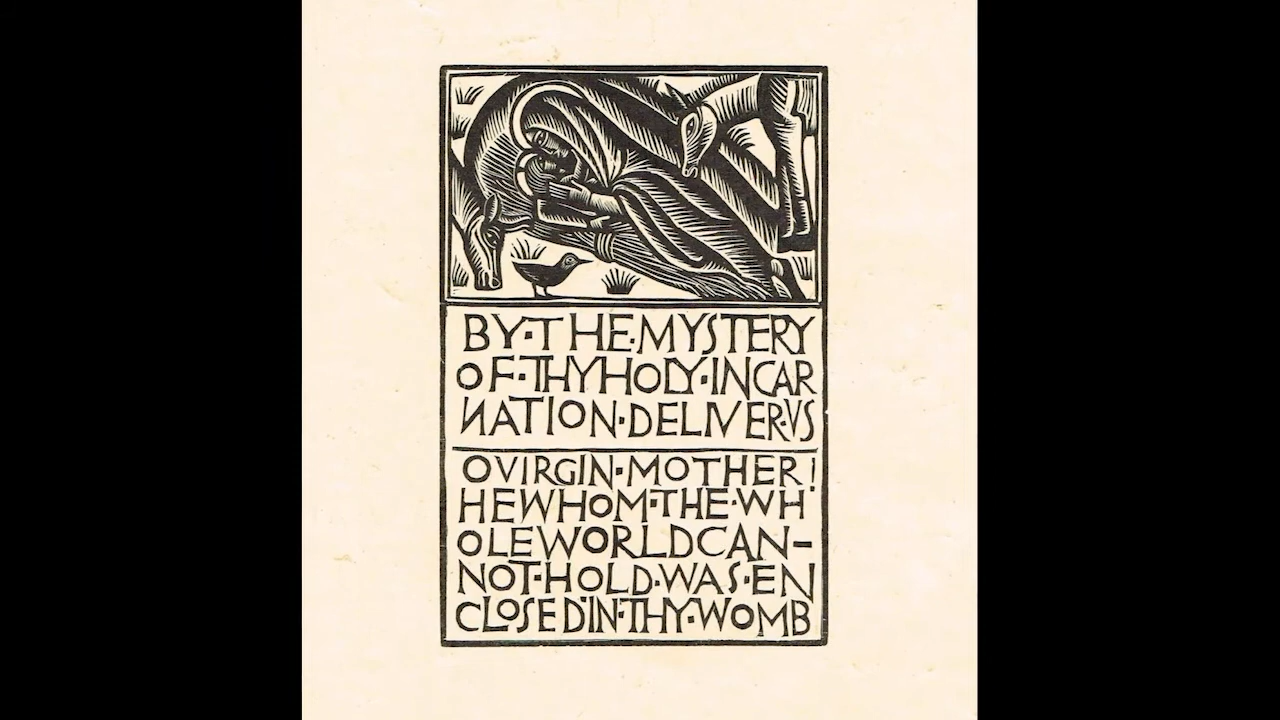 BY·THE·MYSTERY
OF·THY HOLY·INCAR
NATION·DELIVER·VS
O VIRGIN·MOTHER!
HE WHOM·THE·WH
OLE WORLD CAN-
NOT·HOLD·WAS·EN
CLOSED·IN·THY·WOMB